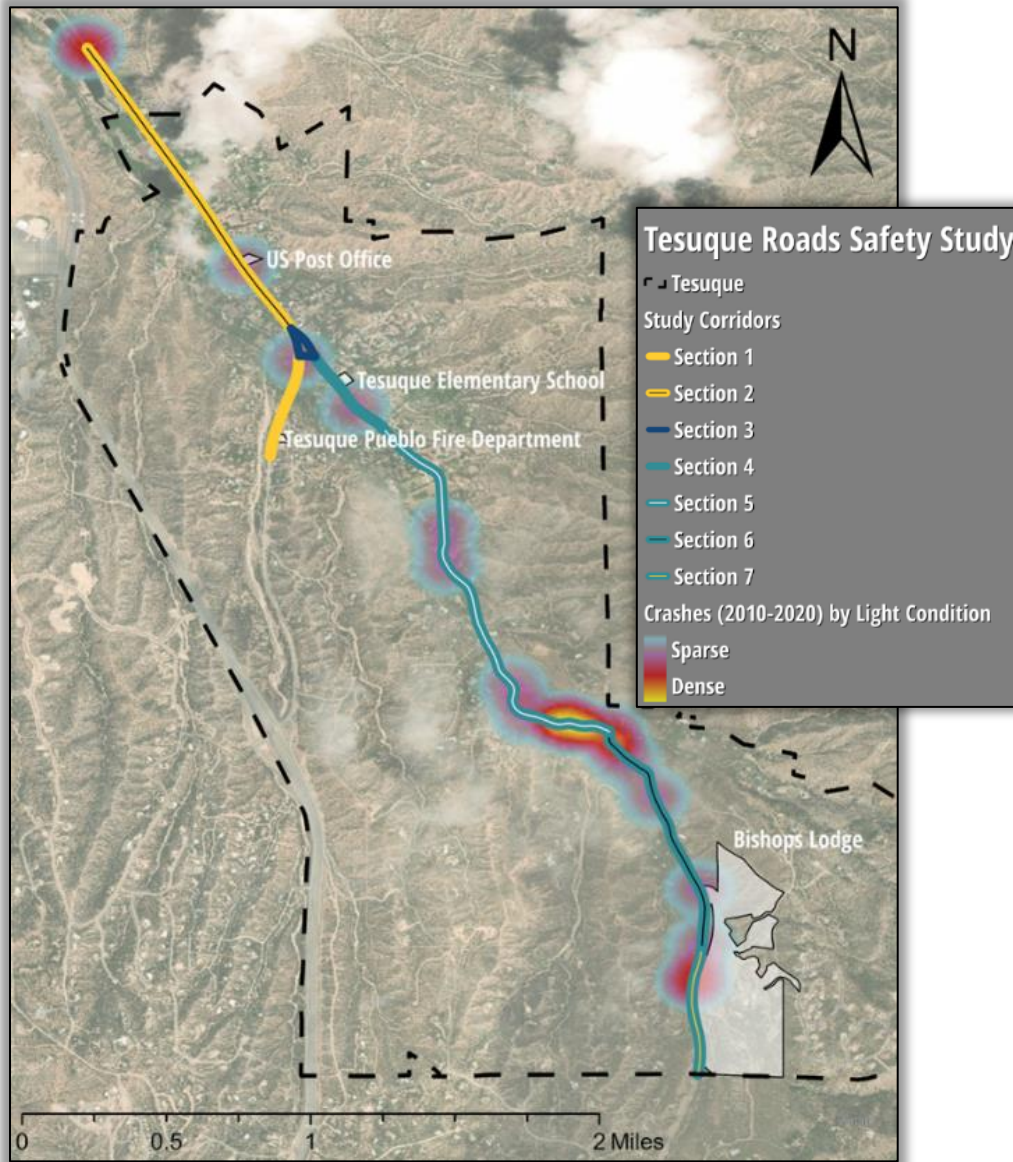 N
Tesuque Roads Safety Study
Tesuque
Study Corridors
Section 1
Section 2
Section 3
Section 4
Section 5
Section 6
Section 7
Crashes (2010-2020) by Light Condition
Sparse
Dense
US Post Office
Tesuque Elementary School
Tesuque Pueblo Fire Department
Bishops Lodge
0 0.5 1 2 Miles